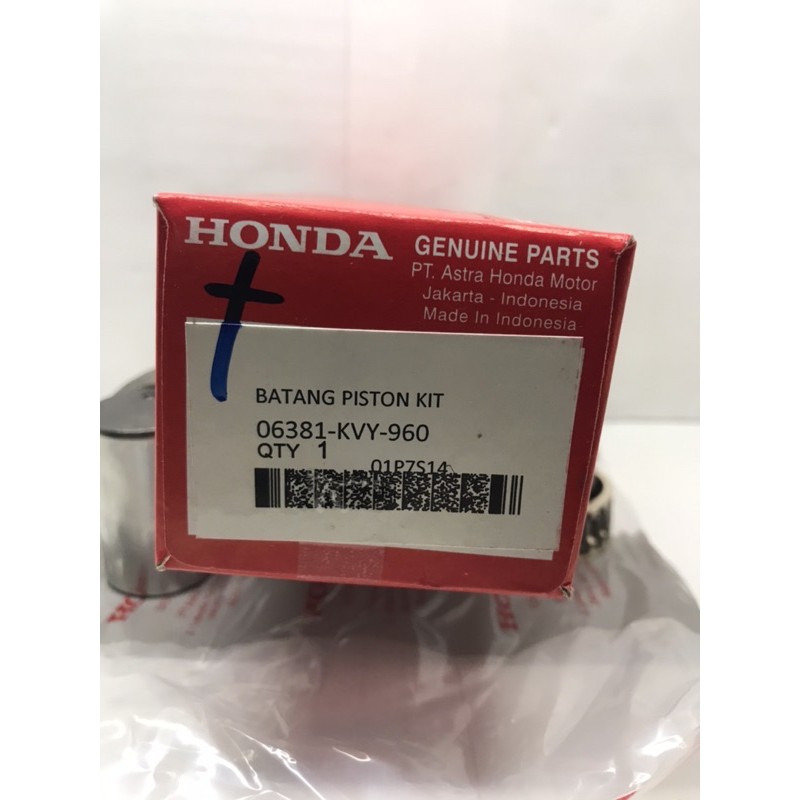 HONDA GENUINE PARTS
PT. Astra Honda Motor
Jakarta - Indonesia
Made In Indonesia
BATANG PISTON KIT
06381-KVY-960
QTY 1
01P7S14